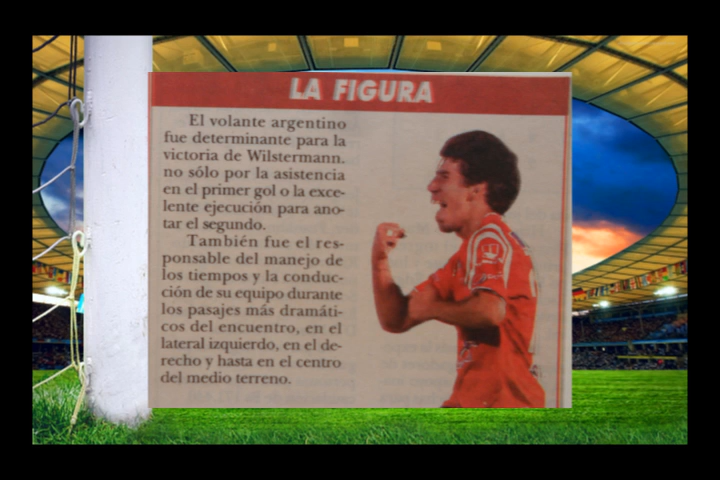 LA FIGURA
El volante argentino
fue determinante para la
victoria de Wilstermann.
no sólo por la asistencia
en el primer gol o la exce-
lente ejecución para ano-
tar el segundo.
También fue el res-
ponsable del manejo de
los tiempos y la conduc-
ción de su equipo durante
los pasajes más dramáti-
cos del encuentro, en el
lateral izquierdo, en el de-
recho y hasta en el centro
del medio terreno.